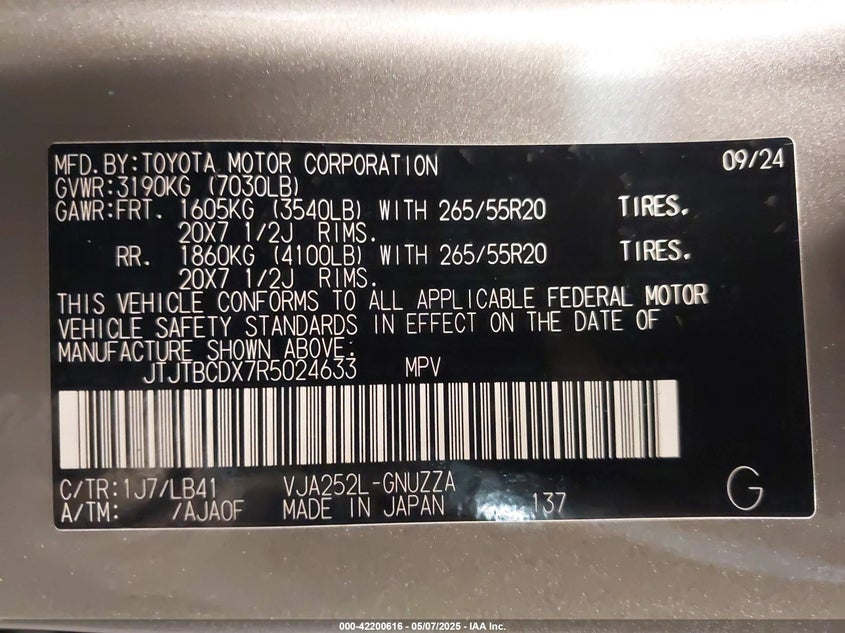 MFD.BY:TOYOTA MOTOR CORPORATION 09/24
GVWR:3190KG (7030LB)
GAWR:FRT. 1605KG (3540LB) WITH 265/55R20 TIRES.
20X7 1/2J RIMS.
RR. 1860KG (4100LB) WITH 265/55R20 TIRES.
20X7 1/2J RIMS.
THIS VEHICLE CONFORMS TO ALL APPLICABLE FEDERAL MOTOR
VEHICLE SAFETY STANDARDS IN EFFECT ON THE DATE OF
MANUFACTURE SHOWN ABOVE.
JTJTBCDX7R5024633 MPV
C/TR:1J7/LB41 VJA252L-GNUZZA
A/TM: /AJA0F MADE IN JAPAN 137
G
000-42200616 - 05/07/2025 - IAA Inc.